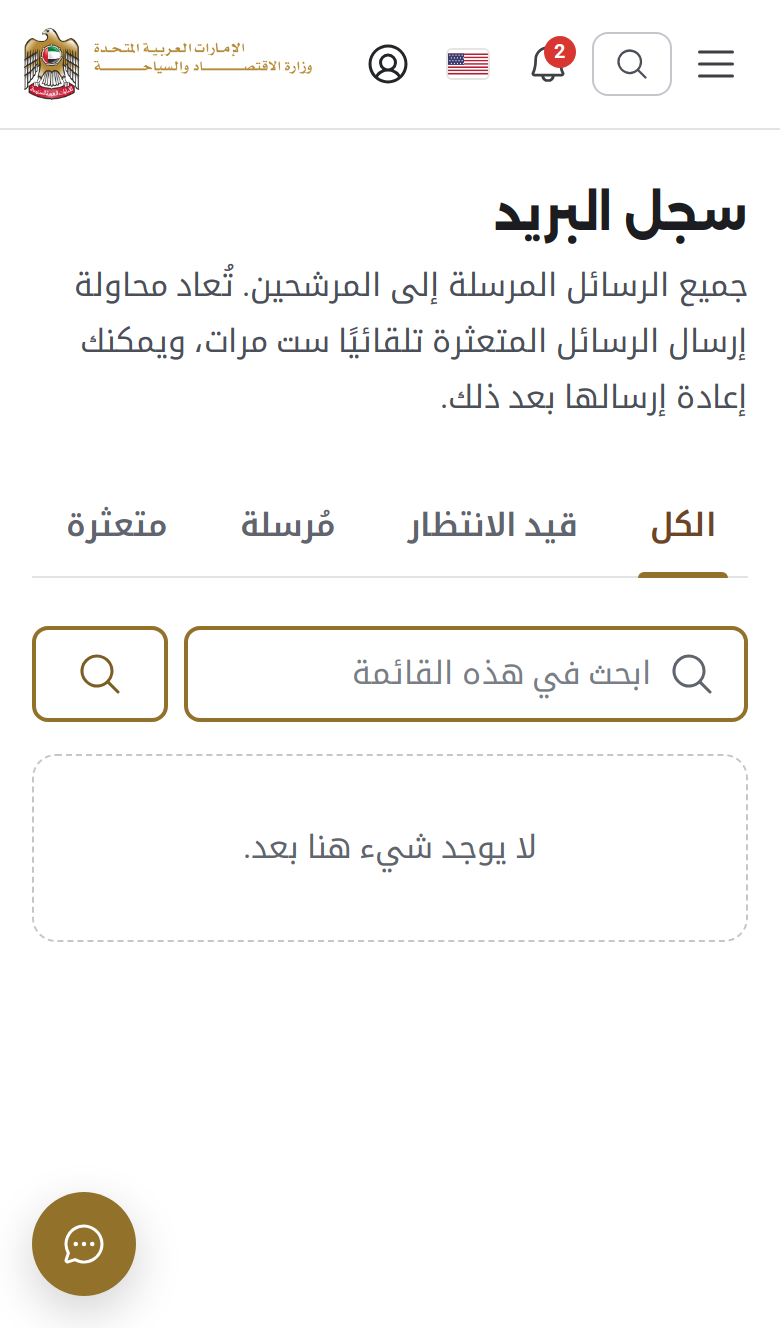 الإمارات العربية المتحدة
وزارة الاقتصاد والسياحة
2
سجل البريد
جميع الرسائل المرسلة إلى المرشحين. تُعاد محاولة
إرسال الرسائل المتعثرة تلقائيًا ست مرات، ويمكنك
إعادة إرسالها بعد ذلك.
الكل
قيد الانتظار
مُرسلة
متعثرة
ابحث في هذه القائمة
لا يوجد شيء هنا بعد.